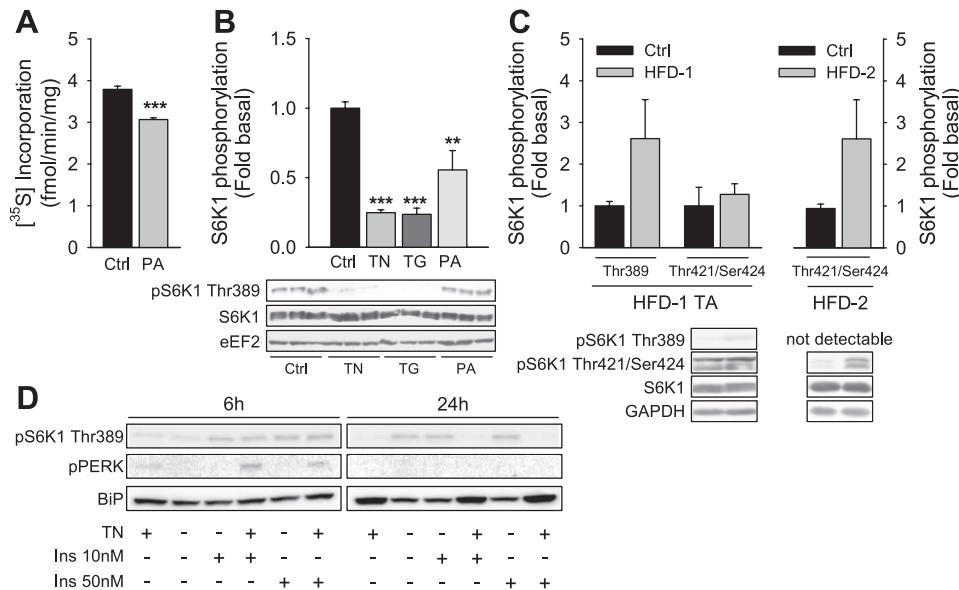 A
[³⁵S] Incorporation
(fmol/min/mg)
5
4
3
2
1
0
***
Ctrl PA
B
S6K1 phosphorylation
(Fold basal)
1.0
0.5
0.0
*** *** **
Ctrl TN TG PA
pS6K1 Thr389
S6K1
eEF2
Ctrl TN TG PA
C
S6K1 phosphorylation
(Fold basal)
5
4
3
2
1
0
Ctrl
HFD-1
Thr389 Thr421/Ser424
HFD-1 TA
Ctrl
HFD-2
5
4
3
2
1
0
S6K1 phosphorylation
(Fold basal)
Thr421/Ser424
HFD-2
pS6K1 Thr389 not detectable
pS6K1 Thr421/Ser424
S6K1
GAPDH
D
6h 24h
pS6K1 Thr389
pPERK
BiP
TN + - - + - + + - - + - +
Ins 10nM - - + + - - - - + + - -
Ins 50nM - - - - + + - - - - + +